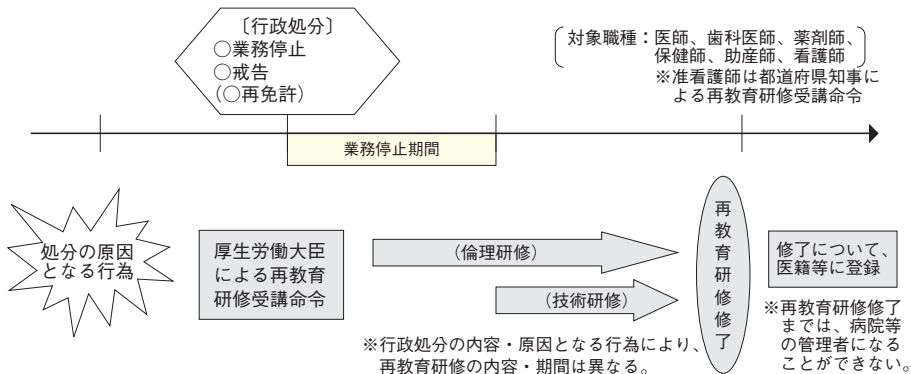 〔行政処分〕
○業務停止
○戒告
(○再免許)
対象職種：医師、歯科医師、薬剤師、
保健師、助産師、看護師
※准看護師は都道府県知事に
よる再教育研修受講命令
業務停止期間
処分の原因
となる行為
厚生労働大臣
による再教育
研修受講命令
(倫理研修)
(技術研修)
再教育研修修了
修了について、
医籍等に登録
※行政処分の内容・原因となる行為により、
再教育研修の内容・期間は異なる。
※再教育研修修了
までは、病院等
の管理者になる
ことができない。